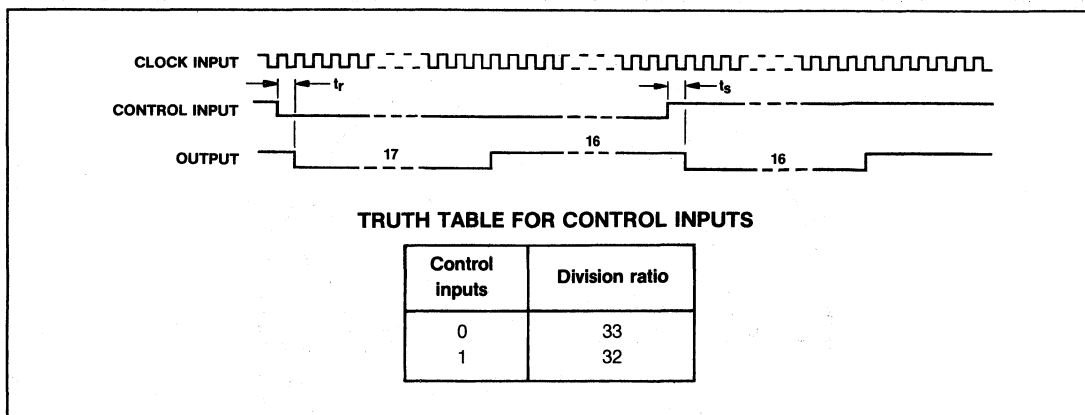 CLOCK INPUT
tr
ts
CONTROL INPUT
OUTPUT
17
16
16
TRUTH TABLE FOR CONTROL INPUTS
Control inputs
Division ratio
0 33
1 32